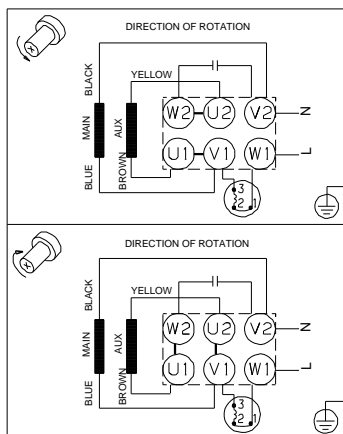 DIRECTION OF ROTATION
BLACK
YELLOW
MAIN
AUX
W2 U2 V2 N
U1 V1 W1 L
BLUE
BROWN
3
2 1
DIRECTION OF ROTATION
BLACK
YELLOW
MAIN
AUX
W2 U2 V2 N
U1 V1 W1 L
BLUE
BROWN
3
2 1